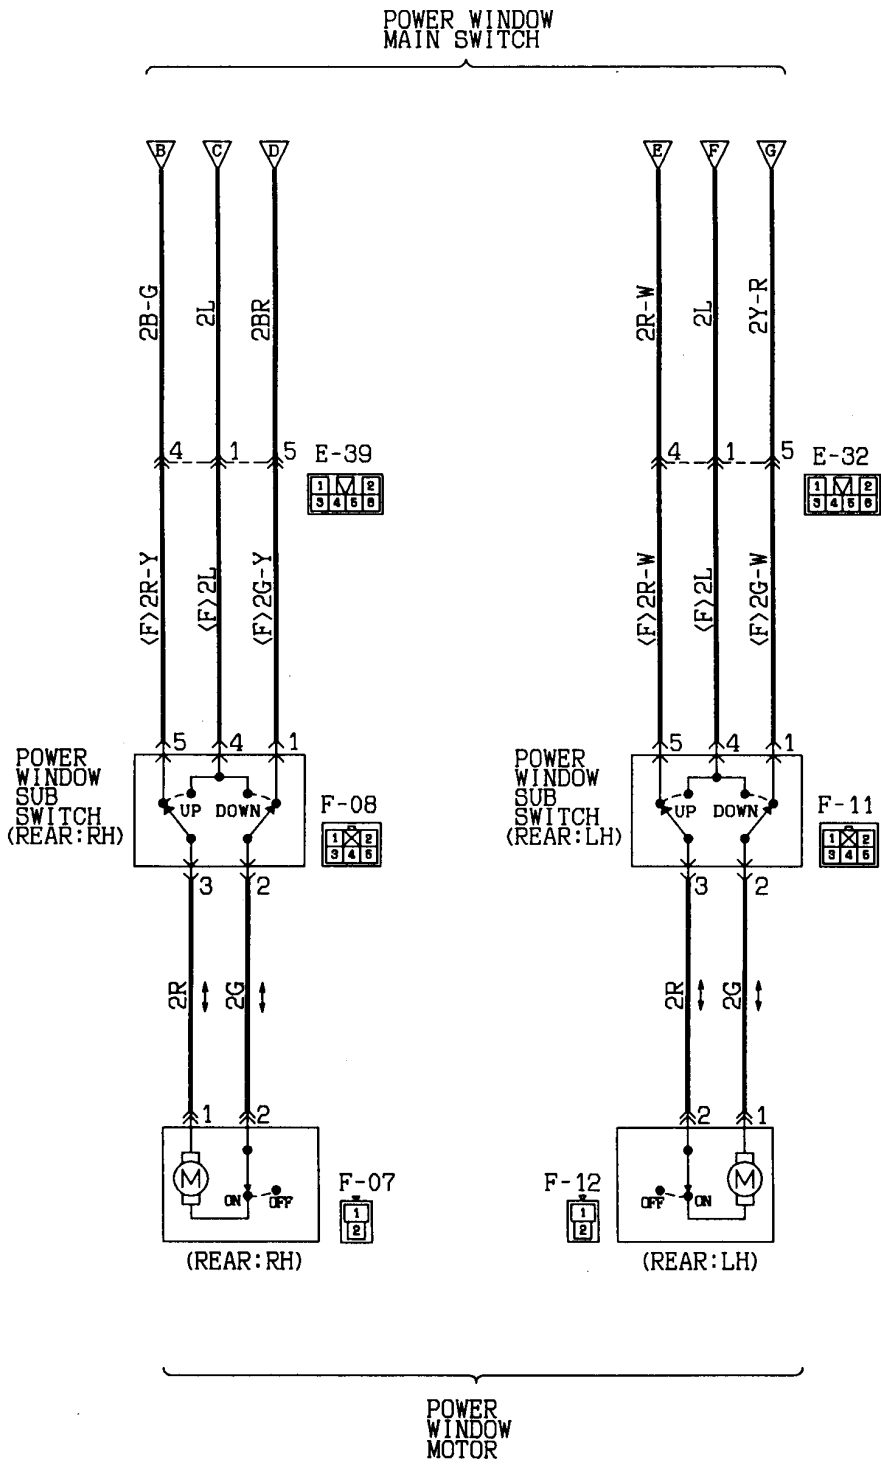 POWER WINDOW
MAIN SWITCH
B C D E F G
2B-G 2L 2BR 2R-W 2L 2Y-R
4 1 5 E-39 4 1 5 E-32
1 2
3 4 5 6
1 2
3 4 5 6
<F>2R-Y <F>2L <F>2G-Y <F>2R-W <F>2L <F>2G-W
5 4 1 5 4 1
POWER
WINDOW
SUB
SWITCH
(REAR:RH)
UP DOWN
F-08
1 2
3 4 5
POWER
WINDOW
SUB
SWITCH
(REAR:LH)
UP DOWN
F-11
1 2
3 4 5
3 2 3 2
2R 2G 2R 2G
1 2 2 1
M ON OFF
F-07
1
2
F-12
1
2
OFF ON M
(REAR:RH) (REAR:LH)
POWER
WINDOW
MOTOR